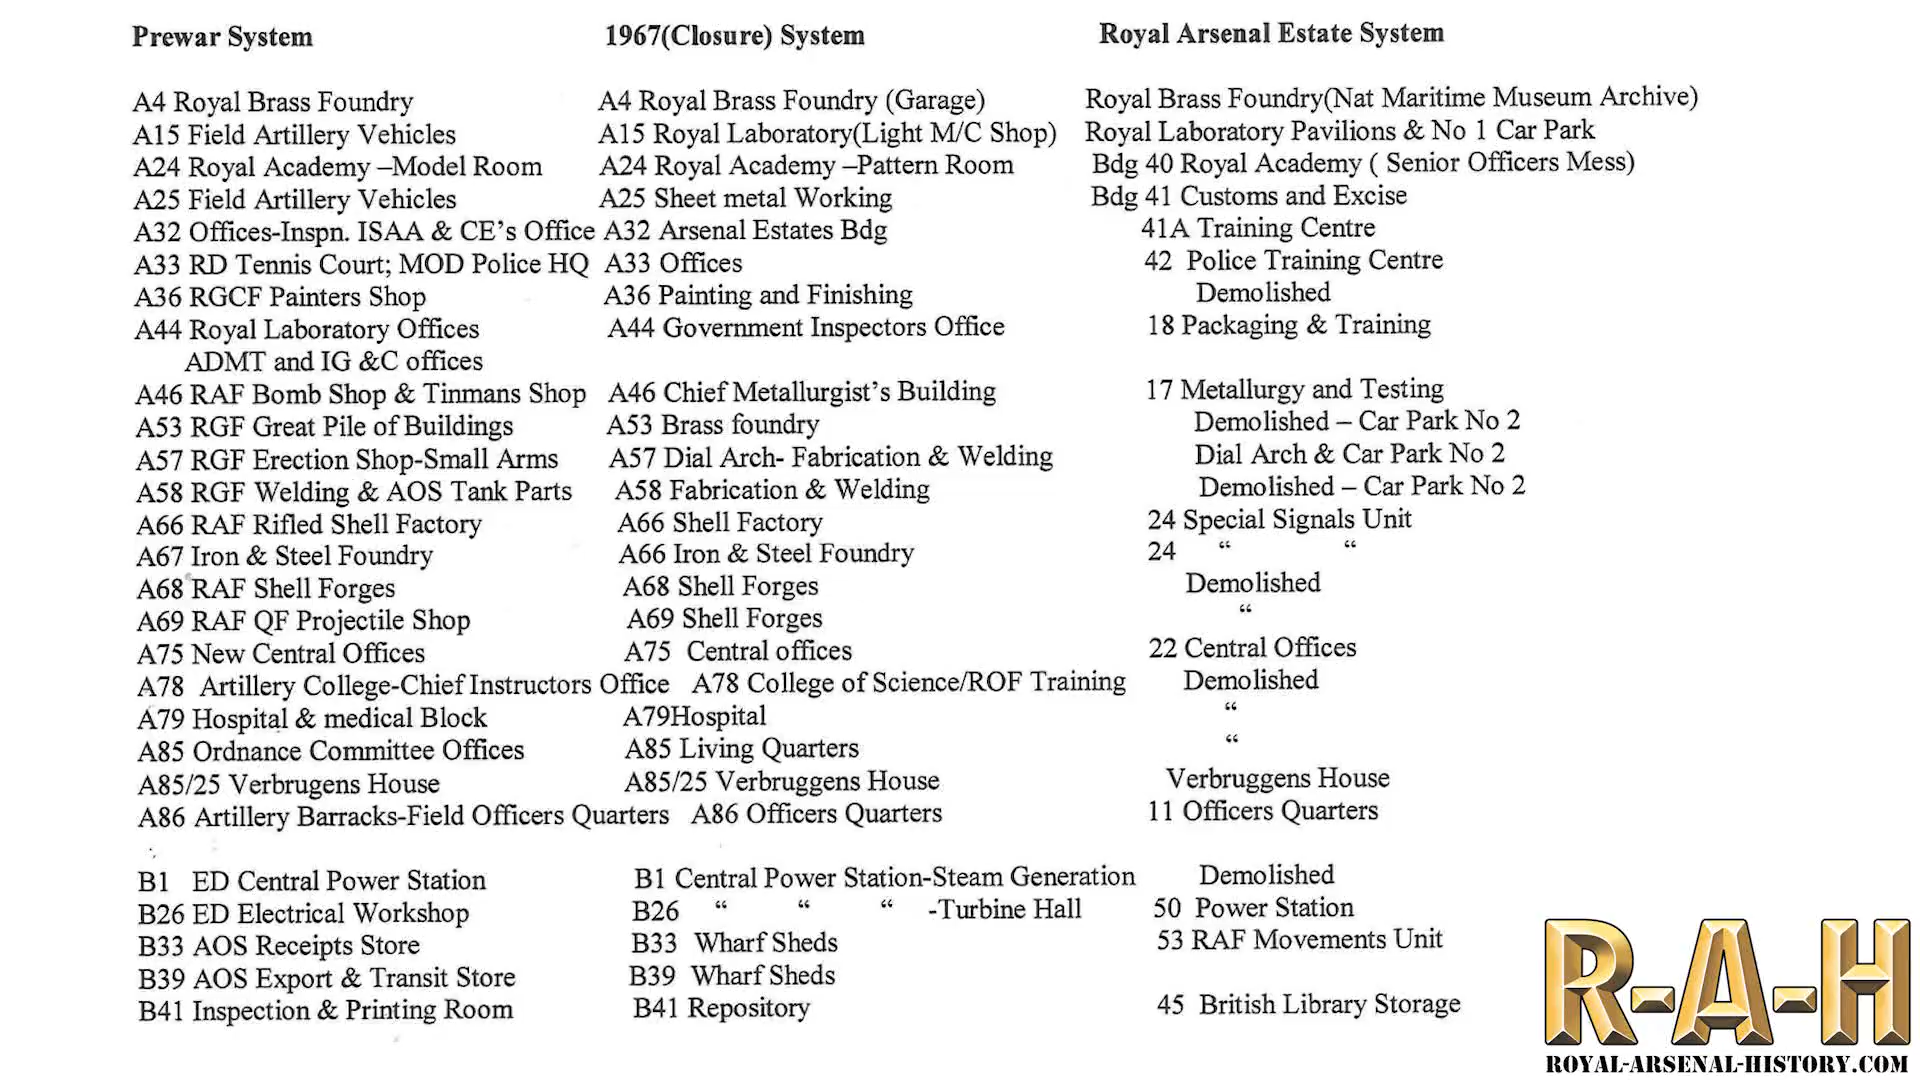 Prewar System 1967(Closure) System Royal Arsenal Estate System
A4 Royal Brass Foundry A4 Royal Brass Foundry (Garage) Royal Brass Foundry(Nat Maritime Museum Archive)
A15 Field Artillery Vehicles A15 Royal Laboratory(Light M/C Shop) Royal Laboratory Pavilions & No 1 Car Park
A24 Royal Academy –Model Room A24 Royal Academy –Pattern Room Bdg 40 Royal Academy ( Senior Officers Mess)
A25 Field Artillery Vehicles A25 Sheet metal Working Bdg 41 Customs and Excise
A32 Offices-Inspn. ISAA & CE’s Office A32 Arsenal Estates Bdg 41A Training Centre
A33 RD Tennis Court; MOD Police HQ A33 Offices 42 Police Training Centre
A36 RGCF Painters Shop A36 Painting and Finishing Demolished
A44 Royal Laboratory Offices A44 Government Inspectors Office 18 Packaging & Training
ADMT and IG &C offices
A46 RAF Bomb Shop & Tinmans Shop A46 Chief Metallurgist’s Building 17 Metallurgy and Testing
A53 RGF Great Pile of Buildings A53 Brass foundry Demolished – Car Park No 2
A57 RGF Erection Shop-Small Arms A57 Dial Arch- Fabrication & Welding Dial Arch & Car Park No 2
A58 RGF Welding & AOS Tank Parts A58 Fabrication & Welding Demolished – Car Park No 2
A66 RAF Rifled Shell Factory A66 Shell Factory 24 Special Signals Unit
A67 Iron & Steel Foundry A66 Iron & Steel Foundry 24 “ “
A68 RAF Shell Forges A68 Shell Forges Demolished
A69 RAF QF Projectile Shop A69 Shell Forges “
A75 New Central Offices A75 Central offices 22 Central Offices
A78 Artillery College-Chief Instructors Office A78 College of Science/ROF Training Demolished
A79 Hospital & medical Block A79Hospital “
A85 Ordnance Committee Offices A85 Living Quarters “
A85/25 Verbrugens House A85/25 Verbruggens House Verbruggens House
A86 Artillery Barracks-Field Officers Quarters A86 Officers Quarters 11 Officers Quarters
B1 ED Central Power Station B1 Central Power Station-Steam Generation Demolished
B26 ED Electrical Workshop B26 “ “ “ -Turbine Hall 50 Power Station
B33 AOS Receipts Store B33 Wharf Sheds 53 RAF Movements Unit
B39 AOS Export & Transit Store B39 Wharf Sheds
B41 Inspection & Printing Room B41 Repository 45 British Library Storage
R-A-H
ROYAL-ARSENAL-HISTORY.COM